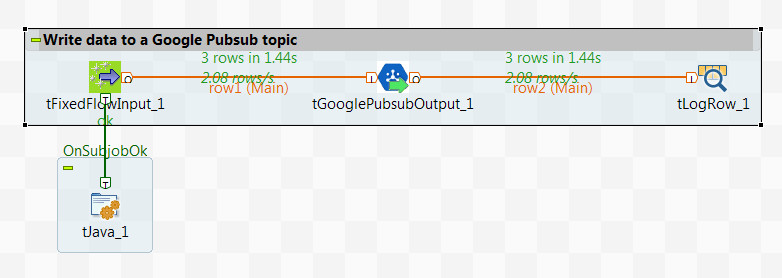 Write data to a Google Pubsub topic
3 rows in 1.44s
3 rows in 1.44s
2.08 rows/s
2.08 rows/s
row1 (Main)
row2 (Main)
tFixedFlowInput_1
tGooglePubsubOutput_1
tLogRow_1
ok
OnSubjobOk
tJava_1